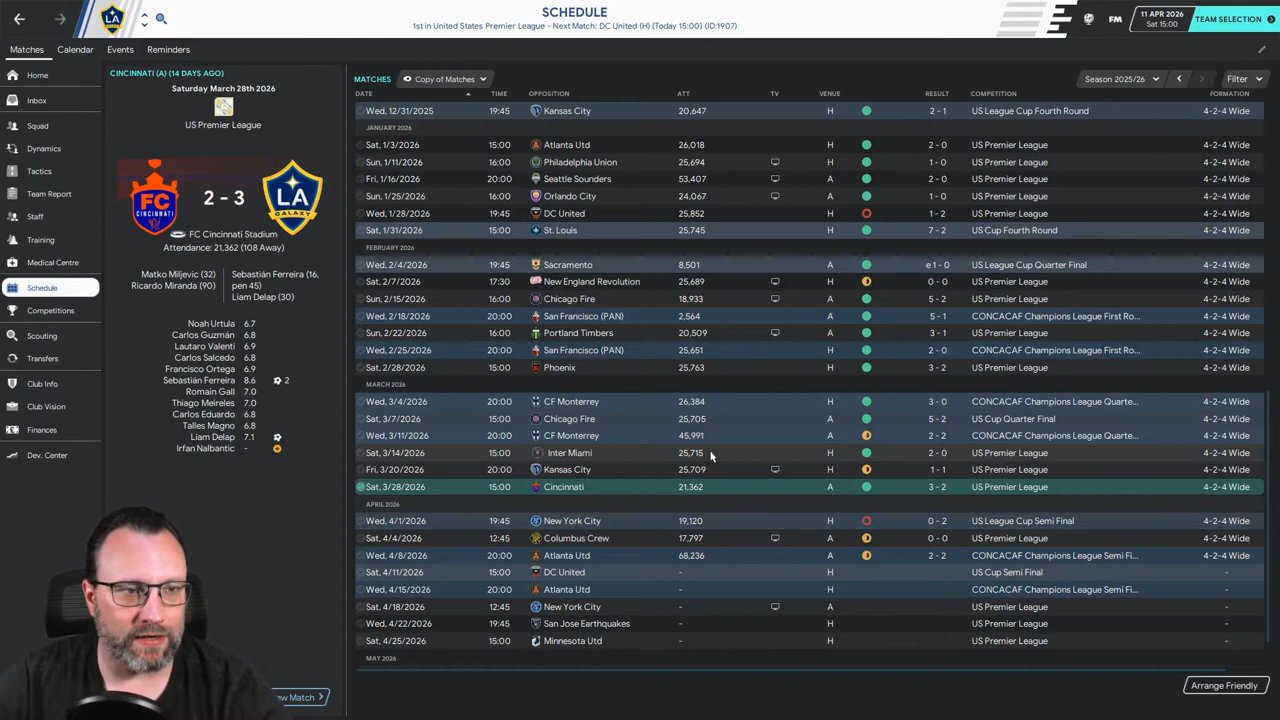 SCHEDULE
1st in United States Premier League - Next Match: DC United (H) (Today 15:00) (ID:1907)
FM
11 APR 2026
Sat 15:00
TEAM SELECTION
Matches Calendar Events Reminders
Home
Inbox
Squad
Dynamics
Tactics
Team Report
Staff
Training
Medical Centre
Schedule
Competitions
Scouting
Transfers
Club Info
Club Vision
Finances
Dev. Center
CINCINNATI (A) (14 DAYS AGO)
Saturday March 28th 2026
US Premier League
FC CINCINNATI
2 - 3
LA GALAXY
FC Cincinnati Stadium
Attendance: 21,362 (108 Away)
Matko Miljevic (32)
Ricardo Miranda (90)
Sebastián Ferreira (16,
pen 45)
Liam Delap (30)
Noah Urtula 6.7
Carlos Guzmán 6.8
Lautaro Valenti 6.9
Carlos Salcedo 6.8
Francisco Ortega 6.9
Sebastián Ferreira 8.6 2
Romain Gall 7.0
Thiago Meireles 7.0
Carlos Eduardo 6.8
Talles Magno 6.8
Liam Delap 7.1
Irfan Nalbantic -
ew Match
MATCHES Copy of Matches Season 2025/26 Filter
DATE TIME OPPOSITION ATT TV VENUE RESULT COMPETITION FORMATION
Wed, 12/31/2025 19:45 Kansas City 20,647 H 2 - 1 US League Cup Fourth Round 4-2-4 Wide
JANUARY 2026
Sat, 1/3/2026 15:00 Atlanta Utd 26,018 H 2 - 0 US Premier League 4-2-4 Wide
Sun, 1/11/2026 16:00 Philadelphia Union 25,694 H 1 - 0 US Premier League 4-2-4 Wide
Fri, 1/16/2026 20:00 Seattle Sounders 53,407 A 2 - 0 US Premier League 4-2-4 Wide
Sun, 1/25/2026 16:00 Orlando City 24,067 A 1 - 0 US Premier League 4-2-4 Wide
Wed, 1/28/2026 19:45 DC United 25,852 H 1 - 2 US Premier League 4-2-4 Wide
Sat, 1/31/2026 15:00 St. Louis 25,745 H 7 - 2 US Cup Fourth Round 4-2-4 Wide
FEBRUARY 2026
Wed, 2/4/2026 19:45 Sacramento 8,501 A e 1 - 0 US League Cup Quarter Final 4-2-4 Wide
Sat, 2/7/2026 17:30 New England Revolution 25,689 H 0 - 0 US Premier League 4-2-4 Wide
Sun, 2/15/2026 16:00 Chicago Fire 18,933 A 5 - 2 US Premier League 4-2-4 Wide
Wed, 2/18/2026 20:00 San Francisco (PAN) 2,564 A 5 - 1 CONCACAF Champions League First Ro... 4-2-4 Wide
Sun, 2/22/2026 16:00 Portland Timbers 20,509 A 3 - 1 US Premier League 4-2-4 Wide
Wed, 2/25/2026 20:00 San Francisco (PAN) 25,651 H 2 - 0 CONCACAF Champions League First Ro... 4-2-4 Wide
Sat, 2/28/2026 15:00 Phoenix 25,763 H 3 - 2 US Premier League 4-2-4 Wide
MARCH 2026
Wed, 3/4/2026 20:00 CF Monterrey 26,384 H 3 - 0 CONCACAF Champions League Quarte... 4-2-4 Wide
Sat, 3/7/2026 15:00 Chicago Fire 25,705 A 5 - 2 US Cup Quarter Final 4-2-4 Wide
Wed, 3/11/2026 20:00 CF Monterrey 45,991 A 2 - 2 CONCACAF Champions League Quarte... 4-2-4 Wide
Sat, 3/14/2026 15:00 Inter Miami 25,715 H 2 - 0 US Premier League 4-2-4 Wide
Fri, 3/20/2026 20:00 Kansas City 25,709 H 1 - 1 US Premier League 4-2-4 Wide
Sat, 3/28/2026 15:00 Cincinnati 21,362 A 3 - 2 US Premier League 4-2-4 Wide
APRIL 2026
Wed, 4/1/2026 19:45 New York City 19,120 H 0 - 2 US League Cup Semi Final 4-2-4 Wide
Sat, 4/4/2026 12:45 Columbus Crew 17,797 A 0 - 0 US Premier League 4-2-4 Wide
Wed, 4/8/2026 20:00 Atlanta Utd 68,236 A 2 - 2 CONCACAF Champions League Semi Fi... 4-2-4 Wide
Sat, 4/11/2026 15:00 DC United - H US Cup Semi Final -
Wed, 4/15/2026 20:00 Atlanta Utd - H CONCACAF Champions League Semi Fi... -
Sat, 4/18/2026 12:45 New York City - A US Premier League -
Wed, 4/22/2026 19:45 San Jose Earthquakes - H US Premier League -
Sat, 4/25/2026 15:00 Minnesota Utd - H US Premier League -
MAY 2026
Arrange Friendly